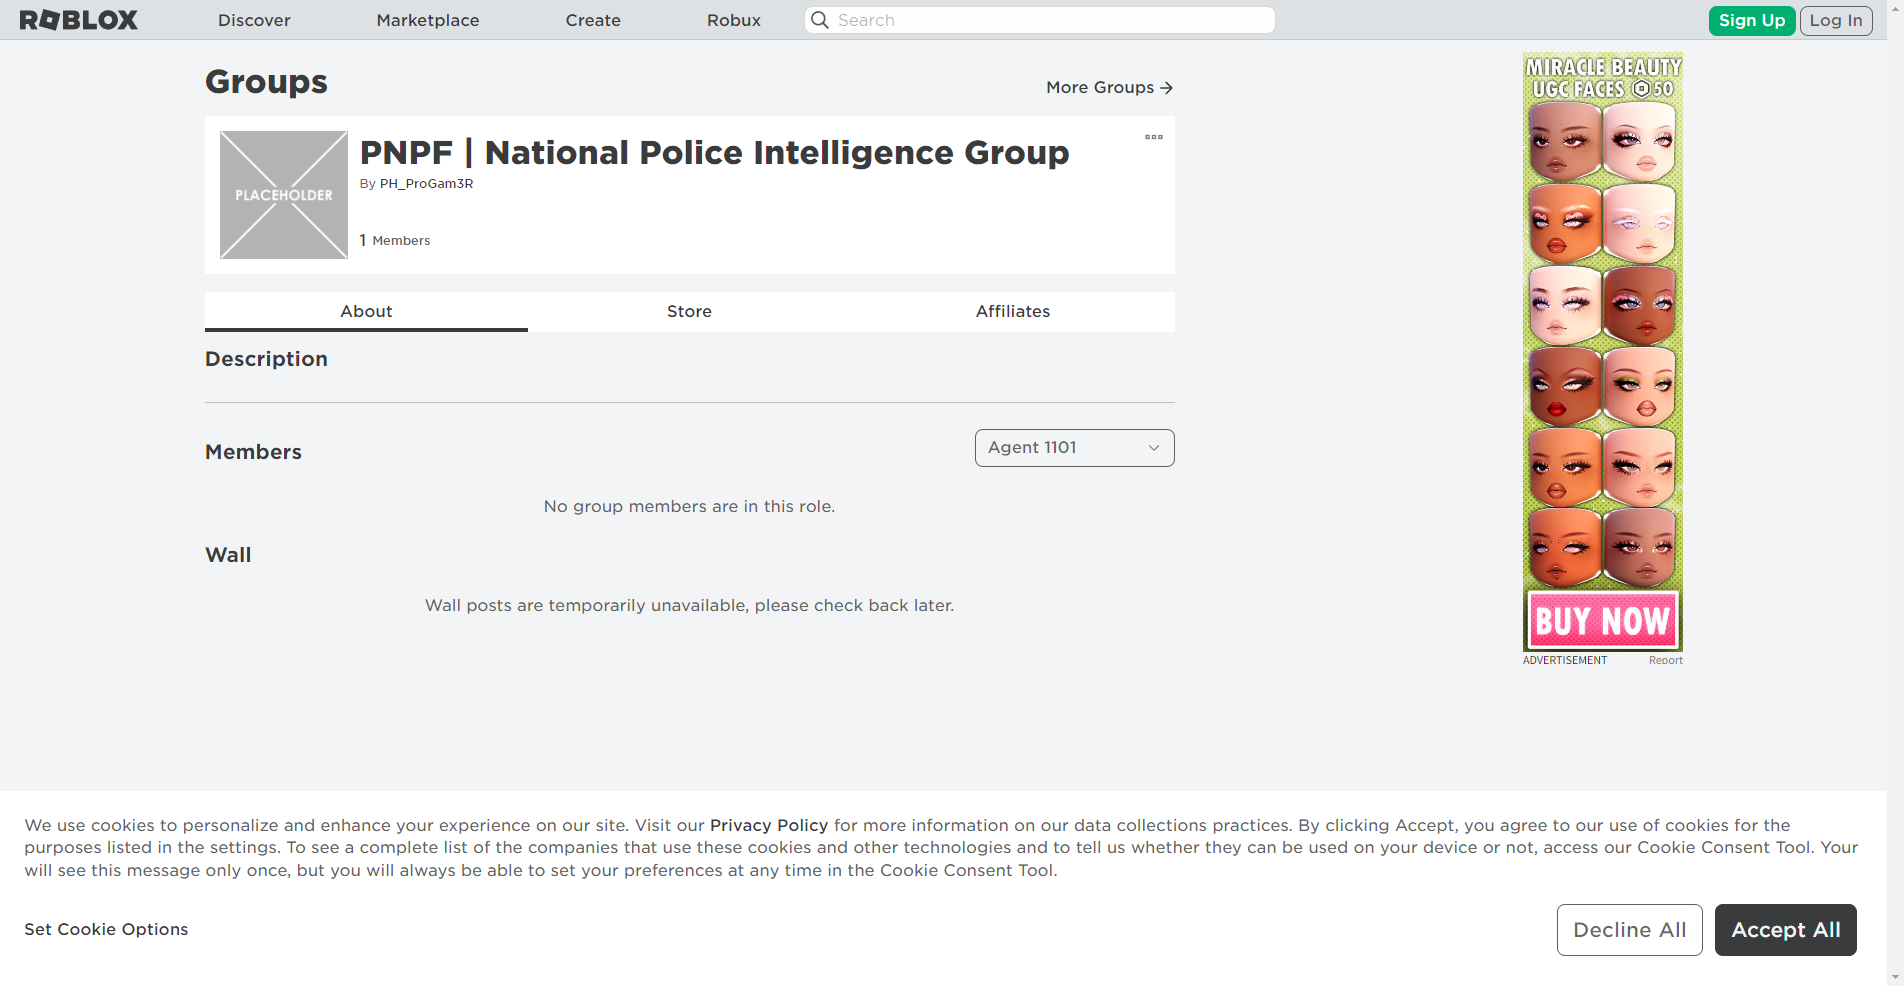 ROBLOX
Discover
Marketplace
Create
Robux
Search
Sign Up
Log In
Groups
More Groups
PLACEHOLDER
PNPF | National Police Intelligence Group
By PH_ProGam3R
1 Members
About
Store
Affiliates
Description
Members
Agent 1101
No group members are in this role.
Wall
Wall posts are temporarily unavailable, please check back later.
MIRACLE BEAUTY
UGC FACES 50
BUY NOW
ADVERTISEMENT
Report
We use cookies to personalize and enhance your experience on our site. Visit our Privacy Policy for more information on our data collections practices. By clicking Accept, you agree to our use of cookies for the
purposes listed in the settings. To see a complete list of the companies that use these cookies and other technologies and to tell us whether they can be used on your device or not, access our Cookie Consent Tool. Your
will see this message only once, but you will always be able to set your preferences at any time in the Cookie Consent Tool.
Set Cookie Options
Decline All
Accept All